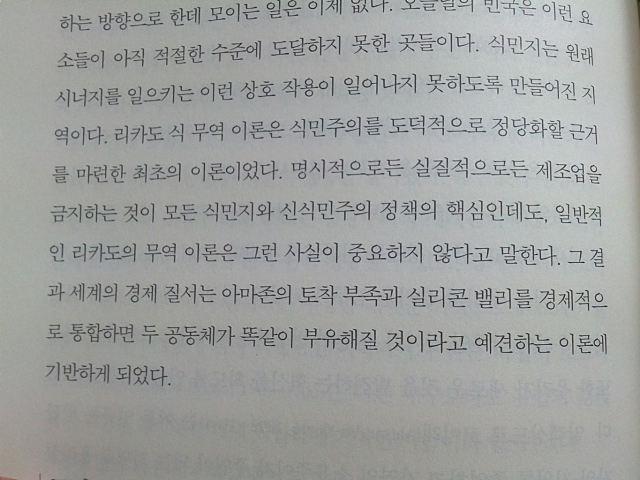 하는 방향으로 한데 모이는 일은 이제 없다. 오늘날의 빈국은 이런 요
소들이 아직 적절한 수준에 도달하지 못한 곳들이다. 식민지는 원래
시너지를 일으키는 이런 상호 작용이 일어나지 못하도록 만들어진 지
역이다. 리카도 식 무역 이론은 식민주의를 도덕적으로 정당화할 근거
를 마련한 최초의 이론이었다. 명시적으로든 실질적으로든 제조업을
금지하는 것이 모든 식민지와 신식민주의 정책의 핵심인데도, 일반적
인 리카도의 무역 이론은 그런 사실이 중요하지 않다고 말한다. 그 결
과 세계의 경제 질서는 아마존의 토착 부족과 실리콘 밸리를 경제적으
로 통합하면 두 공동체가 똑같이 부유해질 것이라고 예견하는 이론에
기반하게 되었다.